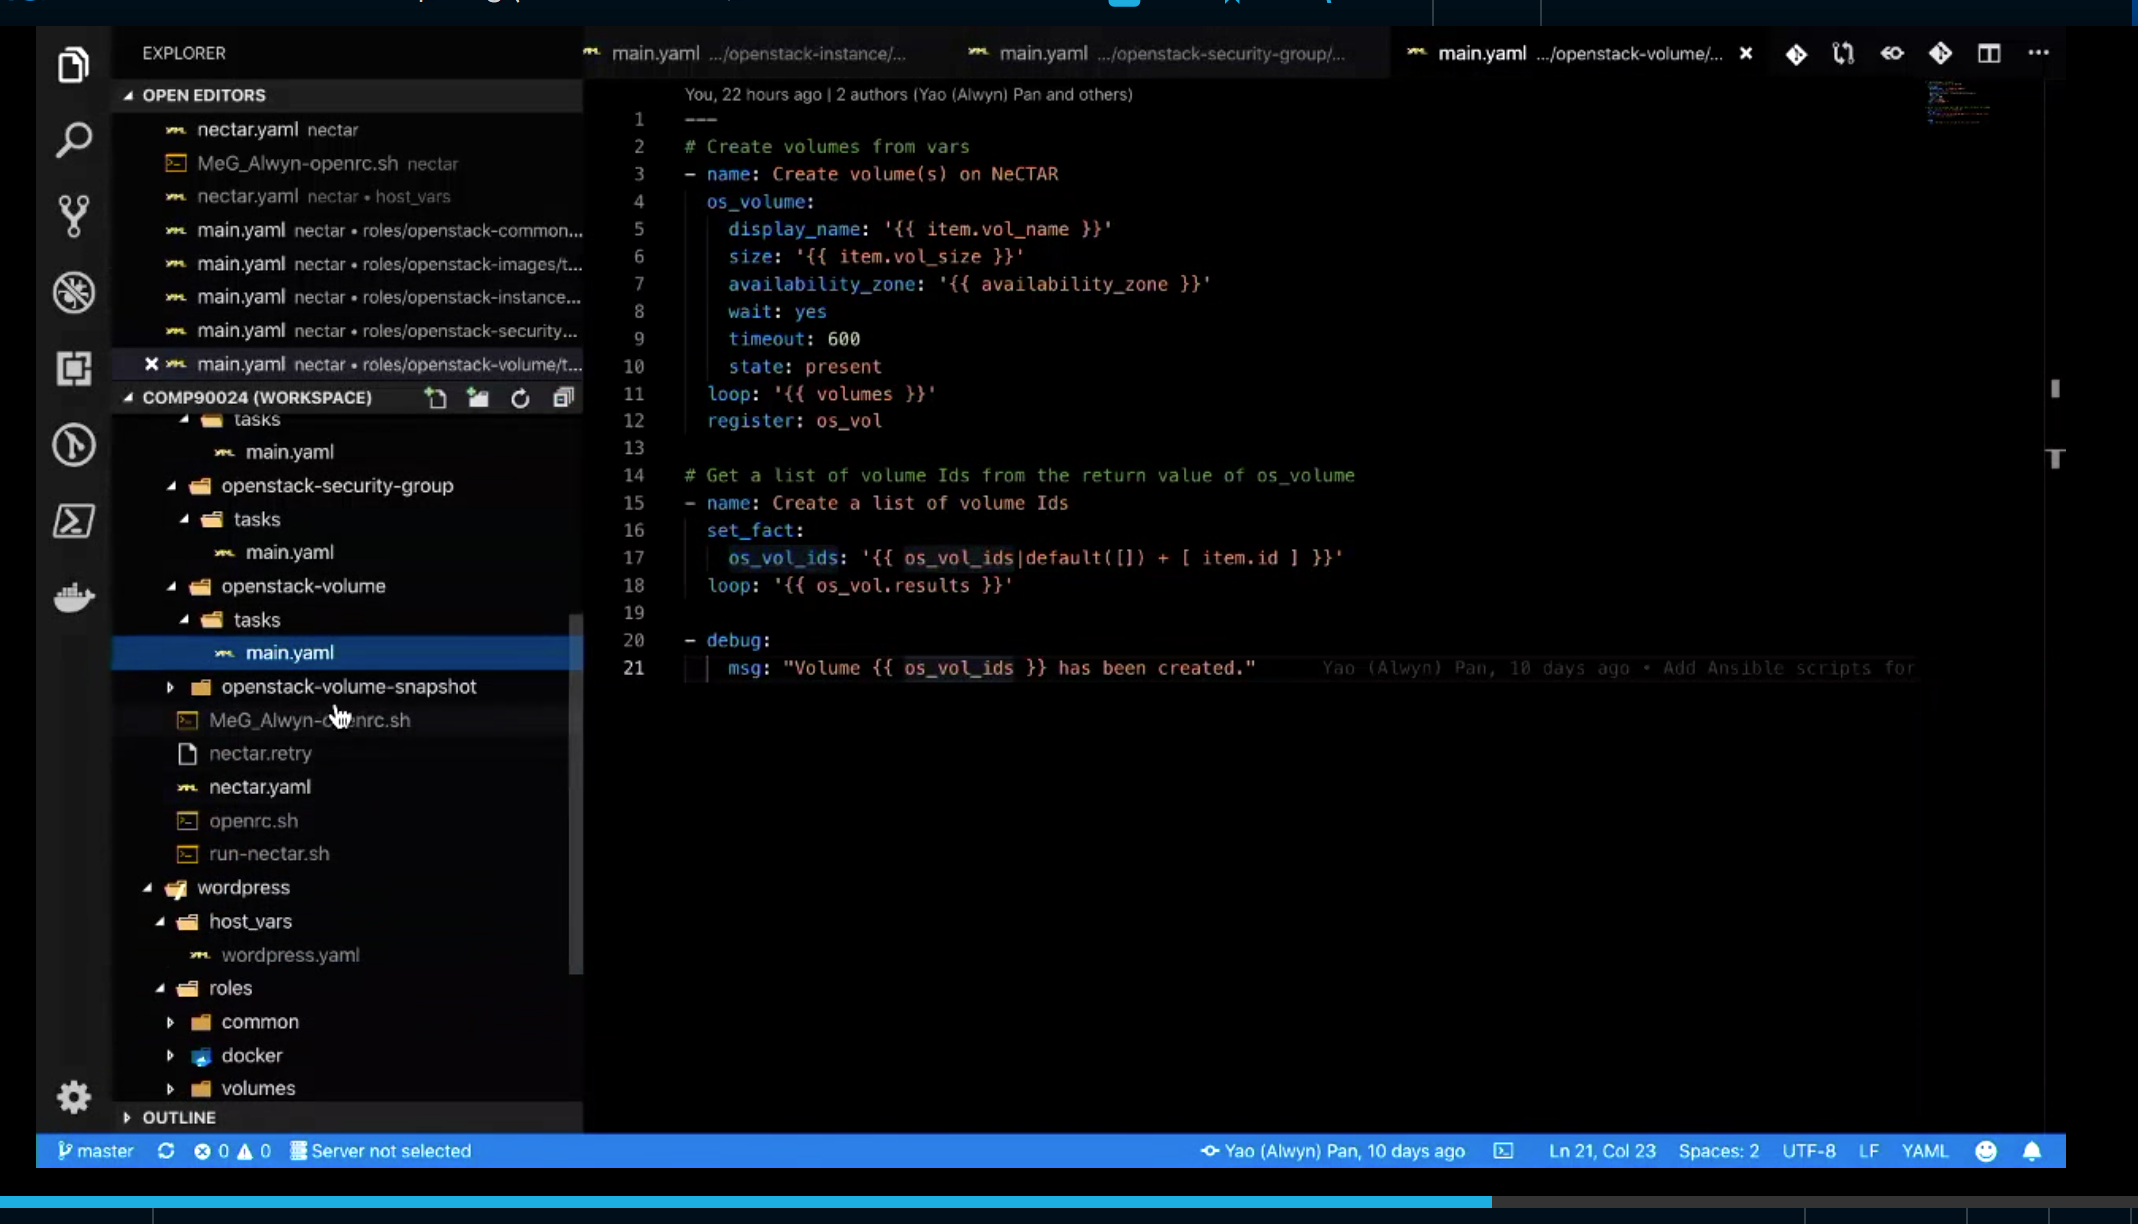 EXPLORER
OPEN EDITORS
nectar.yaml nectar
MeG_Alwyn-openrc.sh nectar
nectar.yaml nectar • host_vars
main.yaml nectar • roles/openstack-common...
main.yaml nectar • roles/openstack-images/t...
main.yaml nectar • roles/openstack-instance...
main.yaml nectar • roles/openstack-security...
main.yaml nectar • roles/openstack-volume/t...
COMP90024 (WORKSPACE)
tasks
main.yaml
openstack-security-group
tasks
main.yaml
openstack-volume
tasks
main.yaml
openstack-volume-snapshot
MeG_Alwyn-openrc.sh
nectar.retry
nectar.yaml
openrc.sh
run-nectar.sh
wordpress
host_vars
wordpress.yaml
roles
common
docker
volumes
OUTLINE
main.yaml .../openstack-instance/...
main.yaml .../openstack-security-group/...
main.yaml .../openstack-volume/...
You, 22 hours ago | 2 authors (Yao (Alwyn) Pan and others)
1 ---
2 # Create volumes from vars
3 - name: Create volume(s) on NeCTAR
4 os_volume:
5 display_name: '{{ item.vol_name }}'
6 size: '{{ item.vol_size }}'
7 availability_zone: '{{ availability_zone }}'
8 wait: yes
9 timeout: 600
10 state: present
11 loop: '{{ volumes }}'
12 register: os_vol
13
14 # Get a list of volume Ids from the return value of os_volume
15 - name: Create a list of volume Ids
16 set_fact:
17 os_vol_ids: '{{ os_vol_ids|default([]) + [ item.id ] }}'
18 loop: '{{ os_vol.results }}'
19
20 - debug:
21 msg: "Volume {{ os_vol_ids }} has been created." Yao (Alwyn) Pan, 10 days ago • Add Ansible scripts for
master 0 0 Server not selected Yao (Alwyn) Pan, 10 days ago Ln 21, Col 23 Spaces: 2 UTF-8 LF YAML